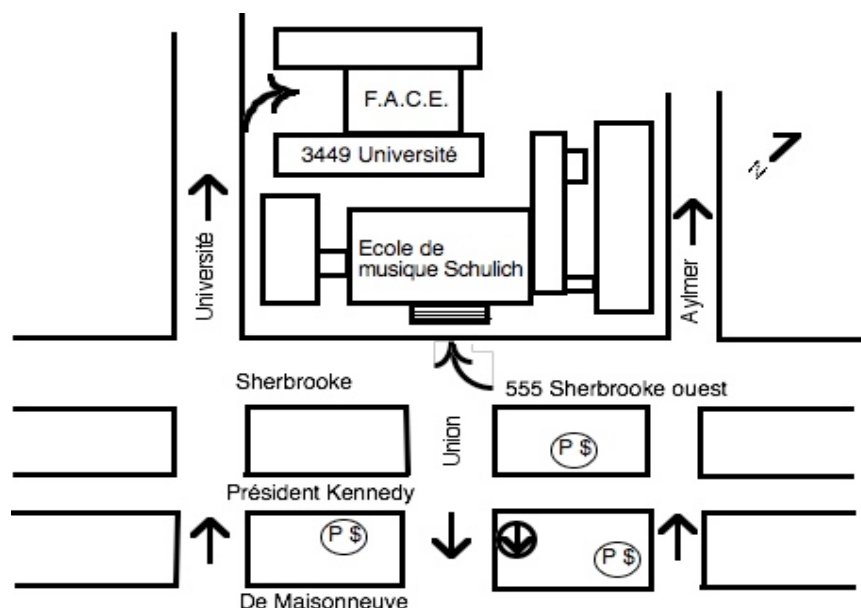 F.A.C.E.
3449 Université
N
Ecole de
musique Schulich
Université
Aylmer
Sherbrooke
555 Sherbrooke ouest
Union
P $
Président Kennedy
P $
P $
De Maisonneuve